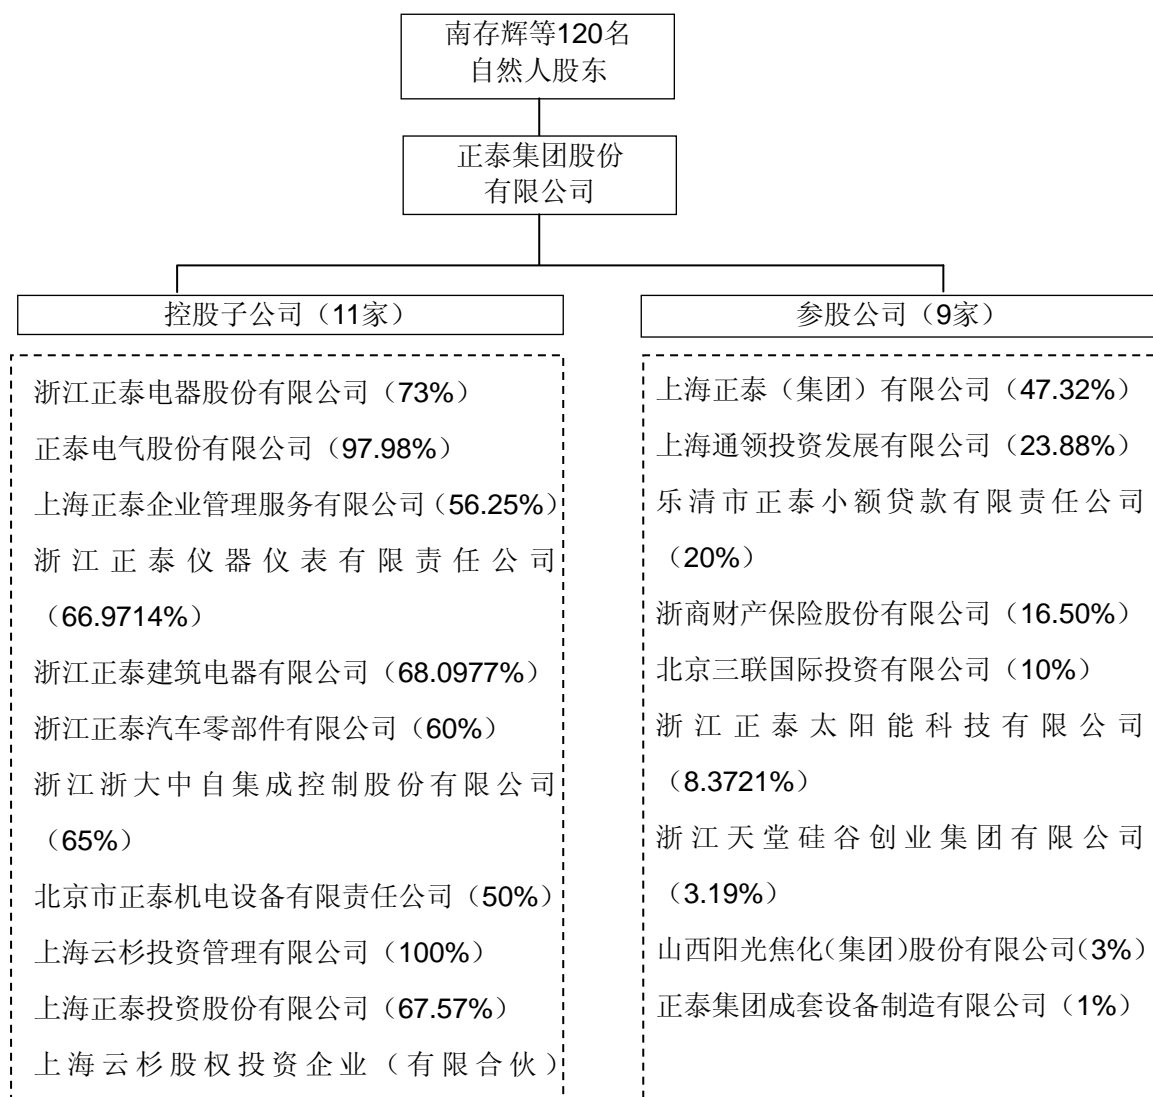 南存辉等120名
自然人股东
正泰集团股份
有限公司
控股子公司（11家）
浙江正泰电器股份有限公司（73%）
正泰电气股份有限公司（97.98%）
上海正泰企业管理服务有限公司（56.25%）
浙江正泰仪器仪表有限责任公司
（66.9714%）
浙江正泰建筑电器有限公司（68.0977%）
浙江正泰汽车零部件有限公司（60%）
浙江浙大中自集成控制股份有限公司
（65%）
北京市正泰机电设备有限责任公司（50%）
上海云杉投资管理有限公司（100%）
上海正泰投资股份有限公司（67.57%）
上海云杉股权投资企业（有限合伙）
参股公司（9家）
上海正泰（集团）有限公司（47.32%）
上海通领投资发展有限公司（23.88%）
乐清市正泰小额贷款有限责任公司
（20%）
浙商财产保险股份有限公司（16.50%）
北京三联国际投资有限公司（10%）
浙江正泰太阳能科技有限公司
（8.3721%）
浙江天堂硅谷创业集团有限公司
（3.19%）
山西阳光焦化(集团)股份有限公司(3%)
正泰集团成套设备制造有限公司（1%）